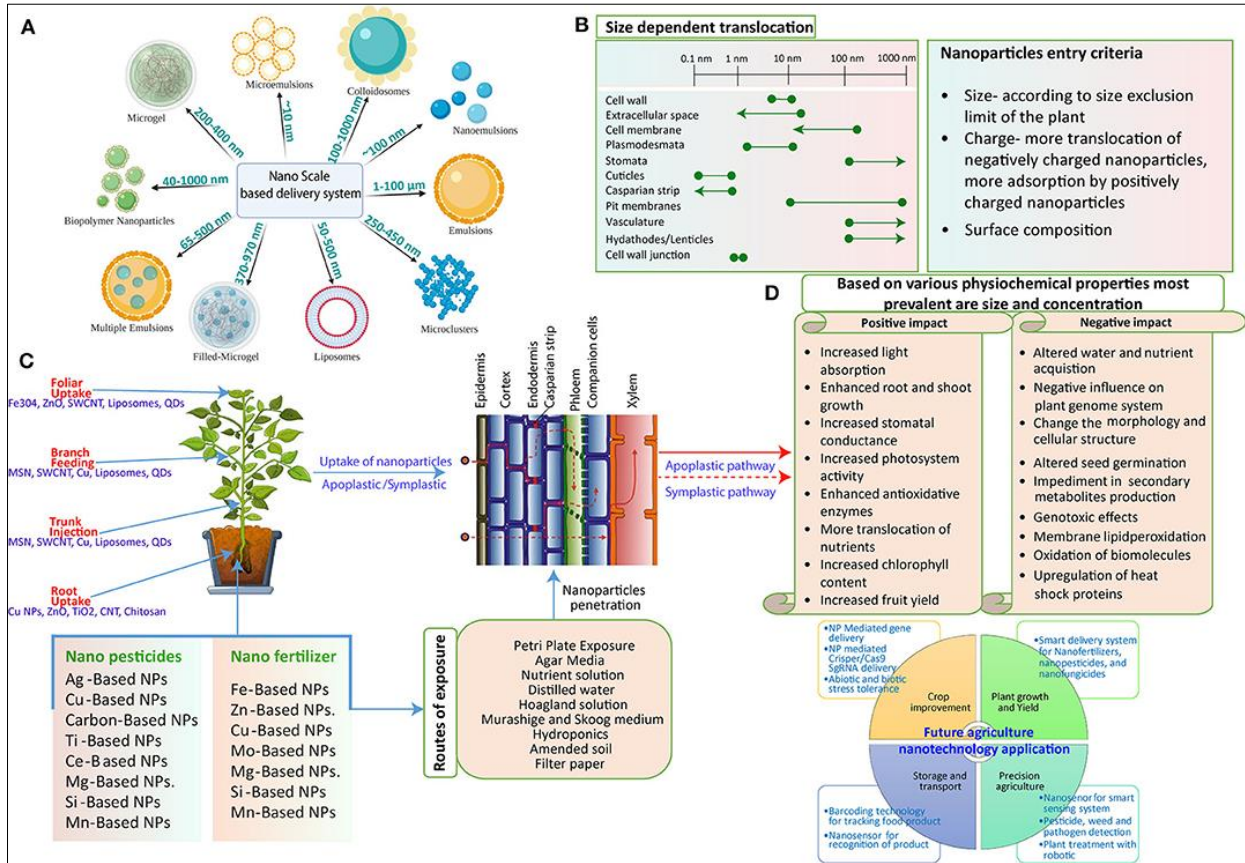 A
Microgel
Microemulsions
Colloidosomes
Nanoemulsions
Emulsions
Microclusters
Liposomes
Filled-Microgel
Multiple Emulsions
Biopolymer Nanoparticles
200-400 nm
~10 nm
100-1000 nm
~100 nm
1-100 µm
250-450 nm
50-500 nm
370-970 nm
65-500 nm
40-1000 nm
Nano Scale
based delivery system
B
Size dependent translocation
0.1 nm 1 nm 10 nm 100 nm 1000 nm
Cell wall
Extracellular space
Cell membrane
Plasmodesmata
Stomata
Cuticles
Casparian strip
Pit membranes
Vasculature
Hydathodes/Lenticles
Cell wall junction
Nanoparticles entry criteria
• Size- according to size exclusion
limit of the plant
• Charge- more translocation of
negatively charged nanoparticles,
more adsorption by positively
charged nanoparticles
• Surface composition
C
Foliar
Uptake
Fe304, ZnO, SWCNT, Liposomes, QDs
Branch
Feeding
MSN, SWCNT, Cu, Liposomes, QDs
Trunk
Injection
MSN, SWCNT, Cu, Liposomes, QDs
Root
Uptake
Cu NPs, ZnO, TiO2, CNT, Chitosan
Uptake of nanoparticles
Apoplastic/Symplastic
Epidermis
Cortex
Endodermis
Casparian strip
Phloem
Companion cells
Xylem
Apoplastic pathway
Symplastic pathway
Nanoparticles
penetration
Nano pesticides
Ag-Based NPs
Cu-Based NPs
Carbon-Based NPs
Ti-Based NPs
Ce-Based NPs
Mg-Based NPs.
Si-Based NPs
Mn-Based NPs
Nano fertilizer
Fe-Based NPs
Zn-Based NPs.
Cu-Based NPs
Mo-Based NPs
Mg-Based NPs.
Si-Based NPs
Mn-Based NPs
Routes of exposure
Petri Plate Exposure
Agar Media
Nutrient solution
Distilled water
Hoagland solution
Murashige and Skoog medium
Hydroponics
Amended soil
Filter paper
D
Based on various physiochemical properties most
prevalent are size and concentration
Positive impact
• Increased light
absorption
• Enhanced root and shoot
growth
• Increased stomatal
conductance
• Increased photosystem
activity
• Enhanced antioxidative
enzymes
• More translocation of
nutrients
• Increased chlorophyll
content
• Increased fruit yield
Negative impact
• Altered water and nutrient
acquistion
• Negative influence on
plant genome system
• Change the morphology and
cellular structure
• Altered seed germination
• Impediment in secondary
metabolites production
• Genotoxic effects
• Membrane lipidperoxidation
• Oxidation of biomolecules
• Upregulation of heat
shock proteins
•NP Mediated gene
delivery
•NP mediated
Crisper/Cas9
SgRNA delivery
•Abiotic and biotic
stress tolerance
•Smart delivery system
for Nanofertilizers,
nanopesticides, and
nanofungicides
Crop
improvement
Plant growth
and Yield
Future agriculture
nanotechnology application
Storage and
transport
Precision
agriculture
•Barcoding technology
for tracking food product
•Nanosensor for
recognition of product
•Nanosenor for smart
sensing system
•Pesticide, weed and
pathogen detection
•Plant treatment with
robotic